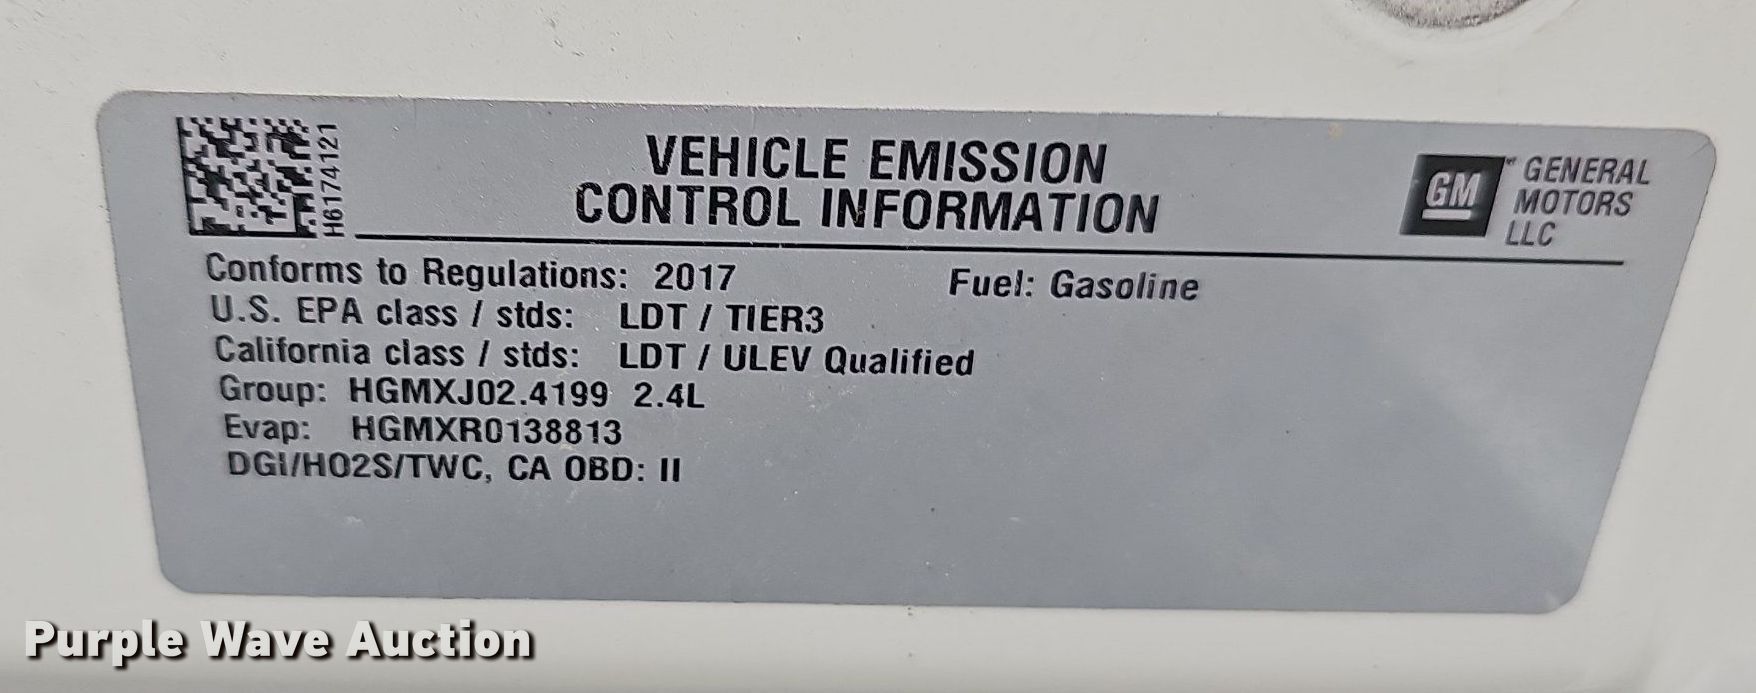 H6174121
VEHICLE EMISSION
CONTROL INFORMATION
GM
GENERAL
MOTORS
LLC
Conforms to Regulations: 2017 Fuel: Gasoline
U.S. EPA class / stds: LDT / TIER3
California class / stds: LDT / ULEV Qualified
Group: HGMXJ02.4199 2.4L
Evap: HGMXR0138813
DGI/HO2S/TWC, CA OBD: II
Purple Wave Auction